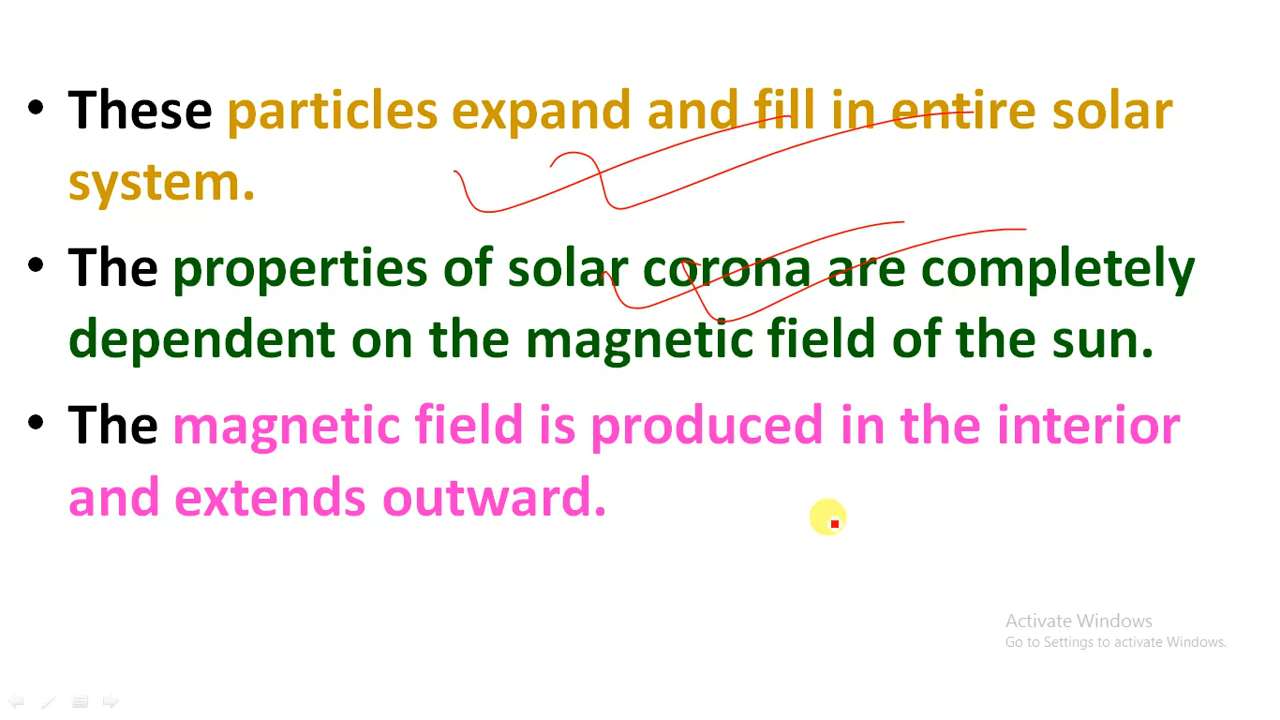 • These particles expand and fill in entire solar
system.
• The properties of solar corona are completely
dependent on the magnetic field of the sun.
• The magnetic field is produced in the interior
and extends outward.
Activate Windows
Go to Settings to activate Windows.